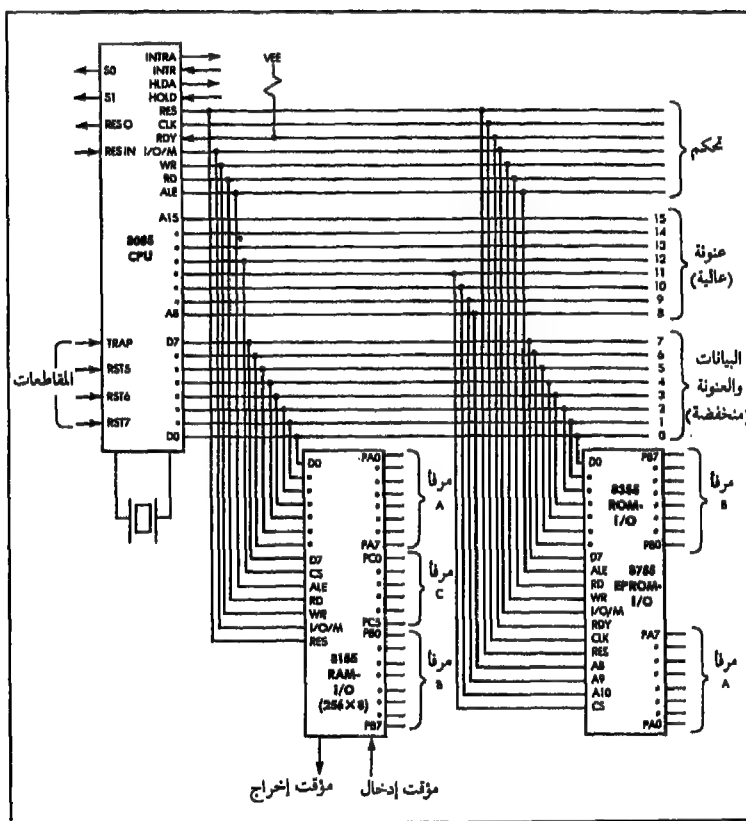 INTRA
INTR
HLDA
HOLD
RES
CLK
RDY
I/O/M
WR
RD
ALE
A15
A8
D7
D0
S0
S1
RES O
RES IN
8085
CPU
TRAP
RST5
RST6
RST7
المقاطعات
VEE
تحكم
15
14
13
12
11
10
9
8
عنونة
(عالية)
7
6
5
4
3
2
1
0
البيانات
والعنونة
(منخفضة)
D0
D7
CS
ALE
RD
WR
I/O/M
RES
PA0
PA7
PC0
PC5
PB0
PB7
8155
RAM-
I/O
(256×8)
مرفأ
A
مرفأ
C
مرفأ
B
مؤقت إخراج
مؤقت إدخال
D0
D7
ALE
RD
WR
I/O/M
RDY
CLK
RES
A8
A9
A10
CS
PB7
PB0
PA7
PA0
8355
ROM-
I/O
8755
EPROM-
I/O
مرفأ
B
مرفأ
A